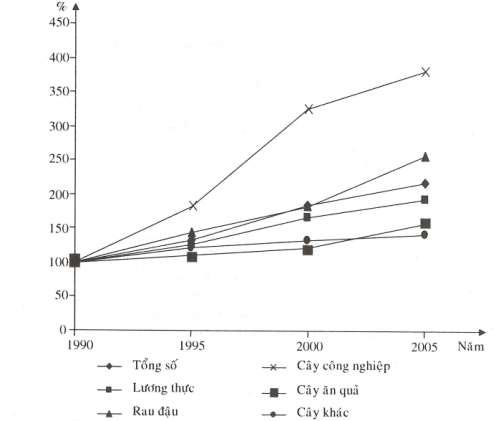 %
450
400
350
300
250
200
150
100
50
0
1990 1995 2000 2005 Năm
Tổng số Cây công nghiệp
Lương thực Cây ăn quả
Rau đậu Cây khác